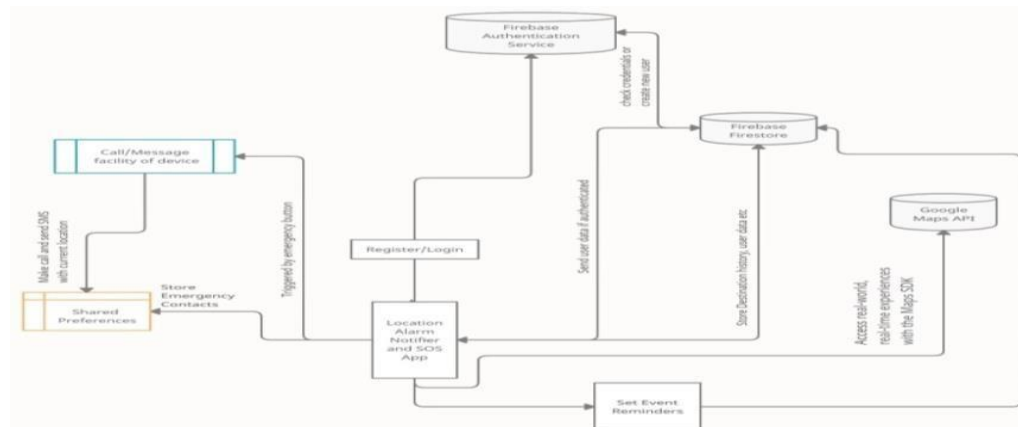 Firebase
Authentication
Service
check credentials or
create new user
Firebase
Firestore
Call/Message
facility of device
Google
Maps API
Make call and send SMS
with current location
Triggered by emergency button
Register/Login
Send user data if authenticated
Store Destination history, user data etc
Store
Emergency
Contacts
Shared
Preferences
Location
Alarm
Notifier
and SOS
App
Access real-world,
real-time experiences
with the Maps SDK
Set Event
Reminders